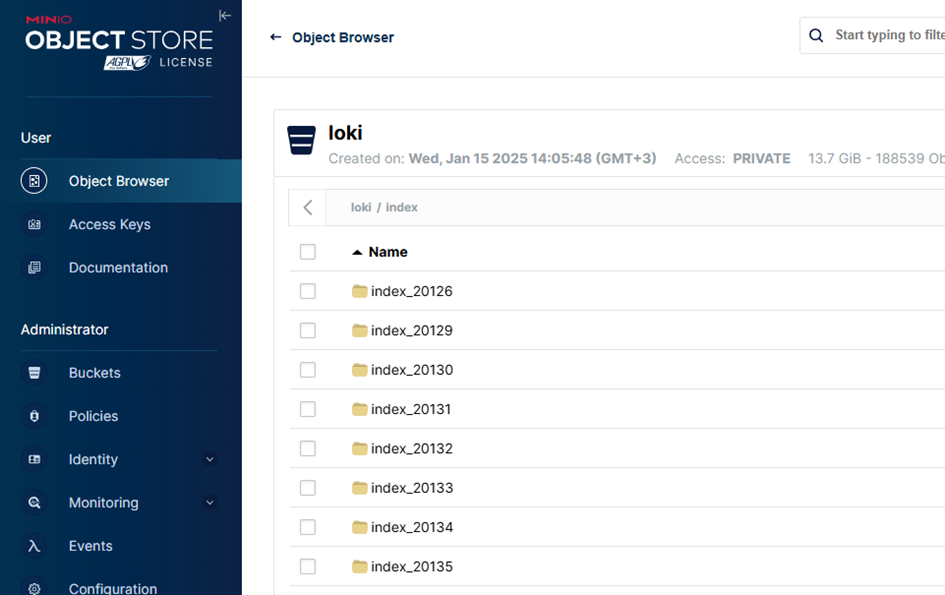 MINIO
OBJECT STORE
AGPL v3 LICENSE
User
Object Browser
Access Keys
Documentation
Administrator
Buckets
Policies
Identity
Monitoring
Events
Configuration
← Object Browser
Start typing to filte
loki
Created on: Wed, Jan 15 2025 14:05:48 (GMT+3) Access: PRIVATE 13.7 GiB - 188539 Ob
loki / index
Name
index_20126
index_20129
index_20130
index_20131
index_20132
index_20133
index_20134
index_20135